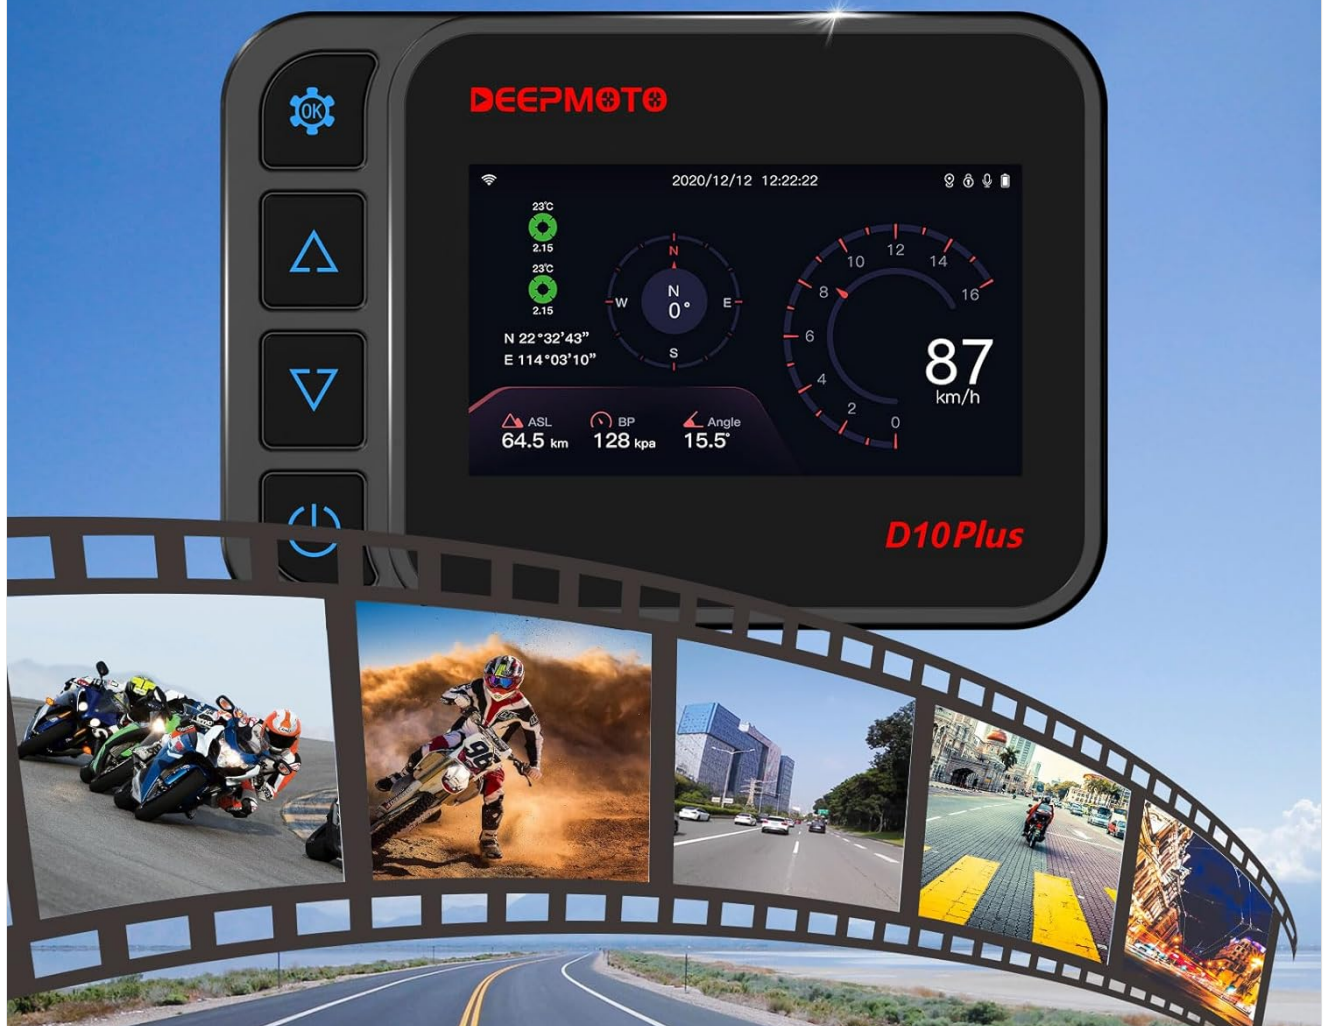 OK
DEEPMOTO
2020/12/12 12:22:22
23°C
2.15
23°C
2.15
N 22°32'43"
E 114°03'10"
N
W
N
0°
E
S
0
2
4
6
8
10
12
14
16
87
km/h
ASL
64.5 km
BP
128 kpa
Angle
15.5°
D10Plus
96